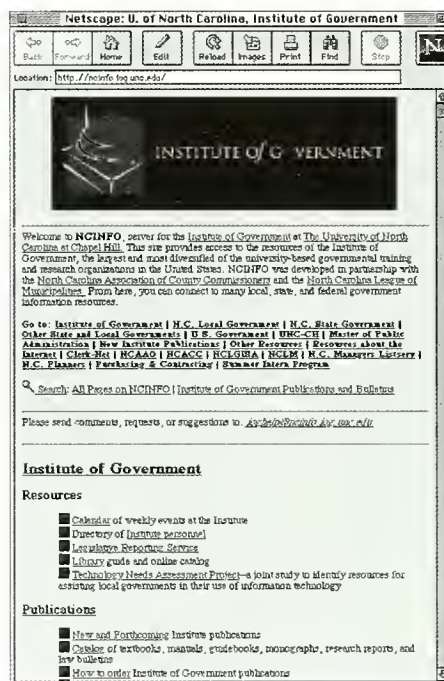 Netscape: U. of North Carolina, Institute of Government
Back Forward Home Edit Reload Images Print Find Stop
N
Location: http://ncinfo.iog.unc.edu/
INSTITUTE Of G VERNMENT
Welcome to NCINFO, server for the Institute of Government at The University of North
Carolina at Chapel Hill. This site provides access to the resources of the Institute of
Government, the largest and most diversified of the university-based governmental training
and research organizations in the United States. NCINFO was developed in partnership with
the North Carolina Association of County Commissioners and the North Carolina League of
Municipalities. From here, you can connect to many local, state, and federal government
information resources.
Go to: Institute of Government | N.C. Local Government | N.C. State Government |
Other State and Local Governments | U.S. Government | UNC-CH | Master of Public
Administration | New Institute Publications | Other Resources | Resources about the
Internet | Clerk-Net | NCAAO | NCACC | NCLGISA | NCLM | N.C. Managers Listserv |
N.C. Planners | Purchasing & Contracting | Summer Intern Program
Search: All Pages on NCINFO | Institute of Government Publications and Bulletins
Please send comments, requests, or suggestions to:
Institute of Government
Resources
Calendar of weekly events at the Institute
Directory of Institute personnel
Legislative Reporting Service
Library guide and online catalog
Technology Needs Assessment Project—a joint study to identify resources for
assisting local governments in their use of information technology
Publications
New and Forthcoming Institute publications
Catalog of textbooks, manuals, guidebooks, monographs, research reports, and
law bulletins
How to order Institute of Government publications